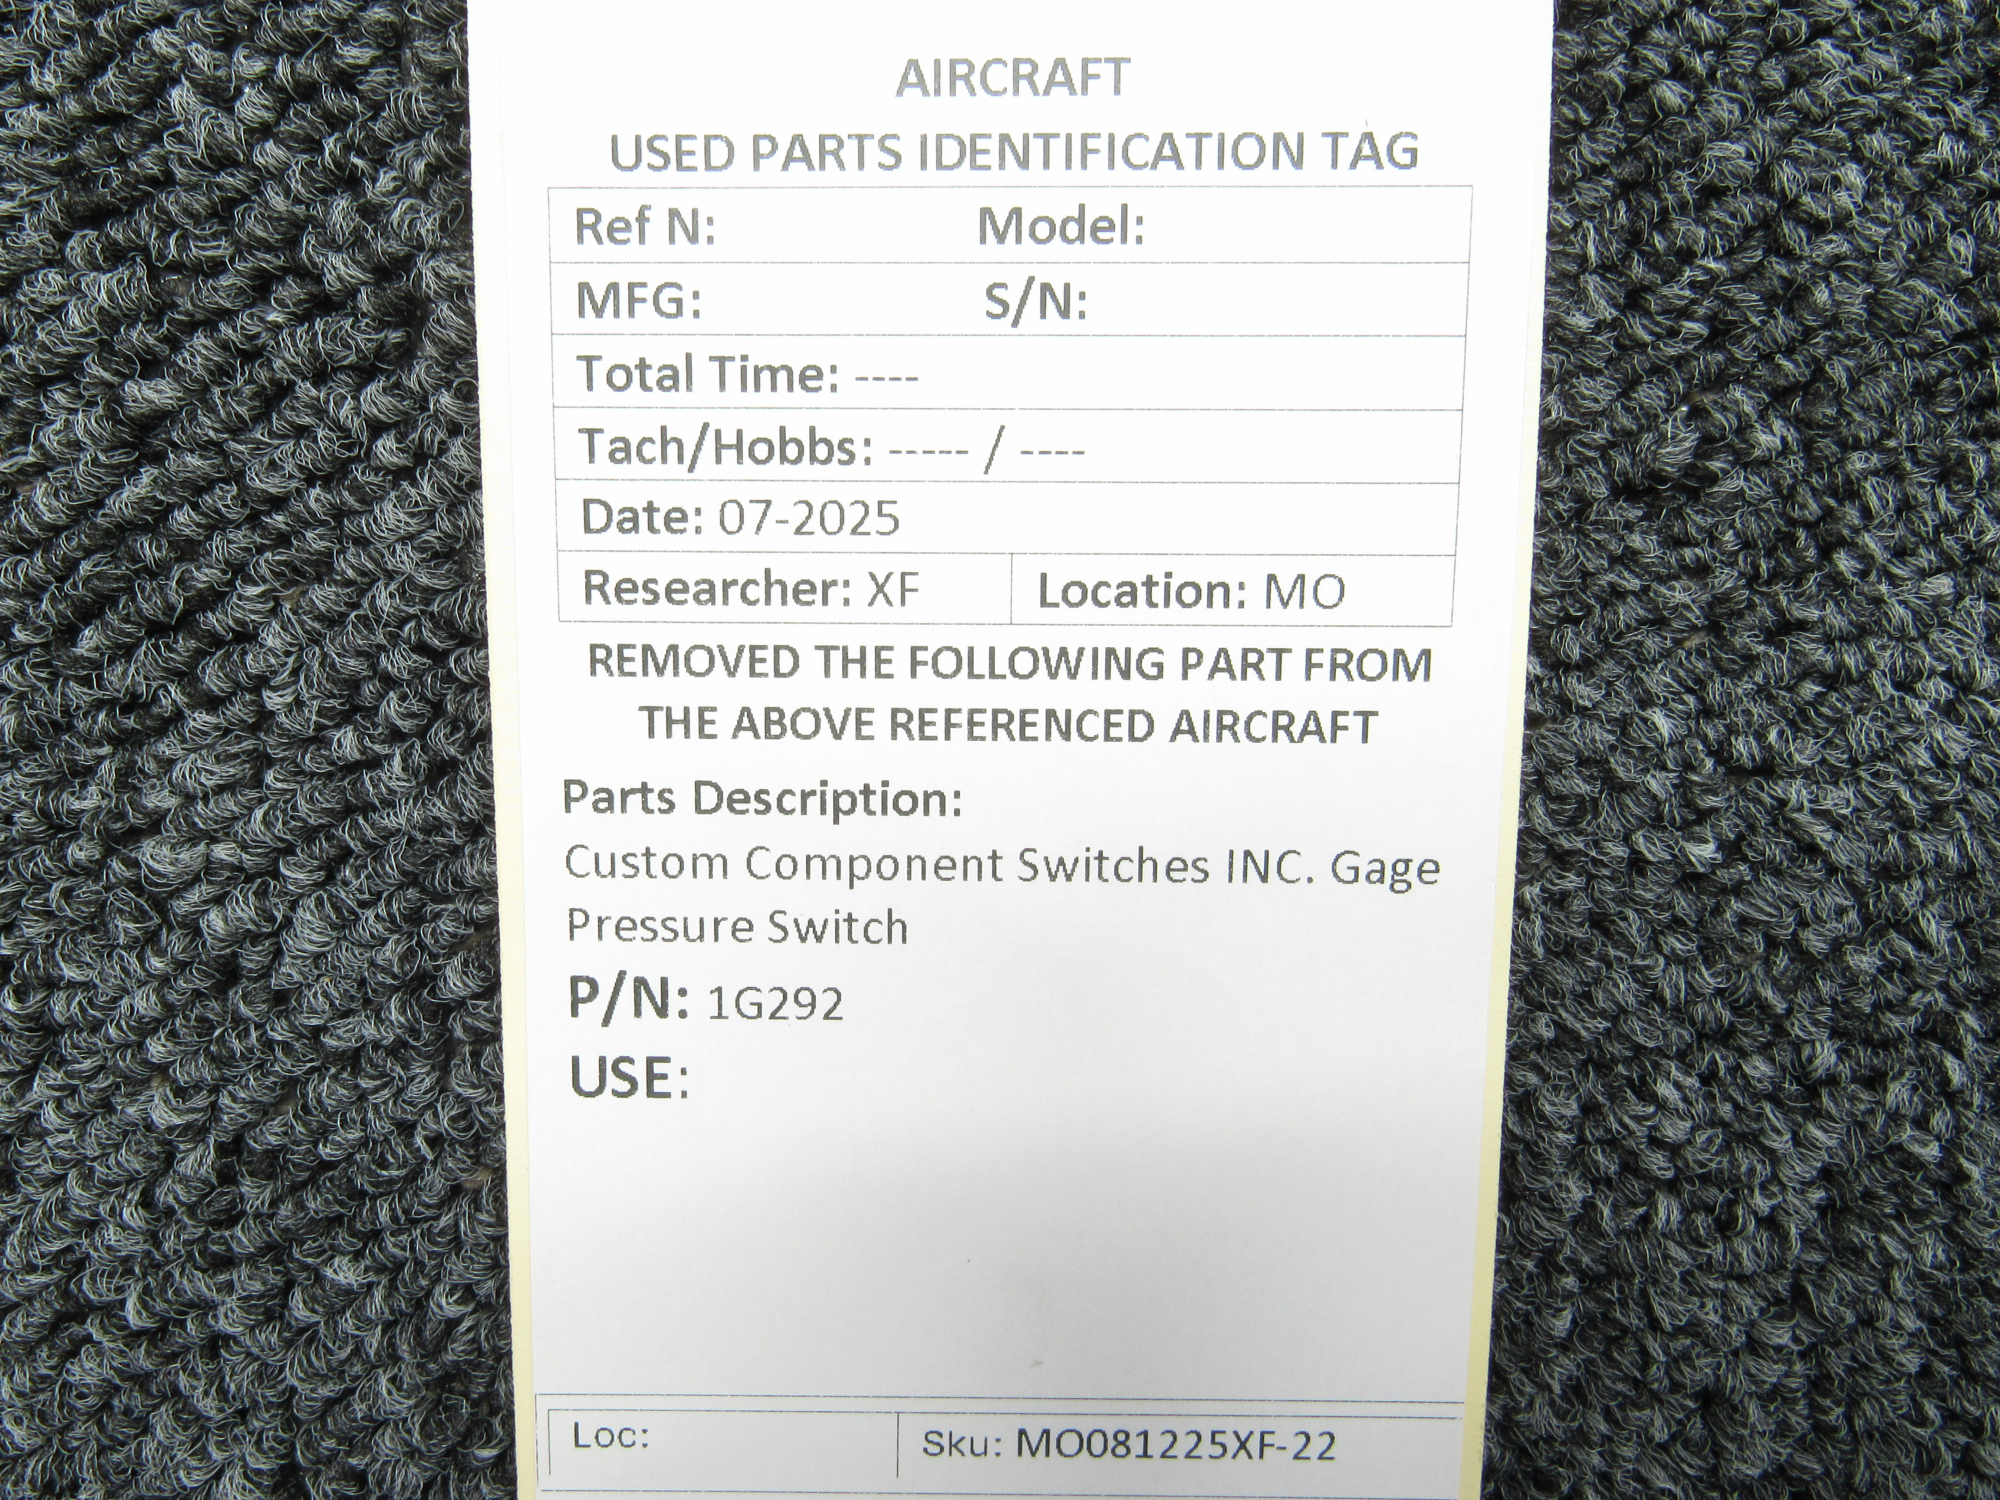 AIRCRAFT
USED PARTS IDENTIFICATION TAG
Ref N: Model:
MFG: S/N:
Total Time: ----
Tach/Hobbs: ----- / ----
Date: 07-2025
Researcher: XF Location: MO
REMOVED THE FOLLOWING PART FROM
THE ABOVE REFERENCED AIRCRAFT
Parts Description:
Custom Component Switches INC. Gage
Pressure Switch
P/N: 1G292
USE:
Loc: Sku: MO081225XF-22